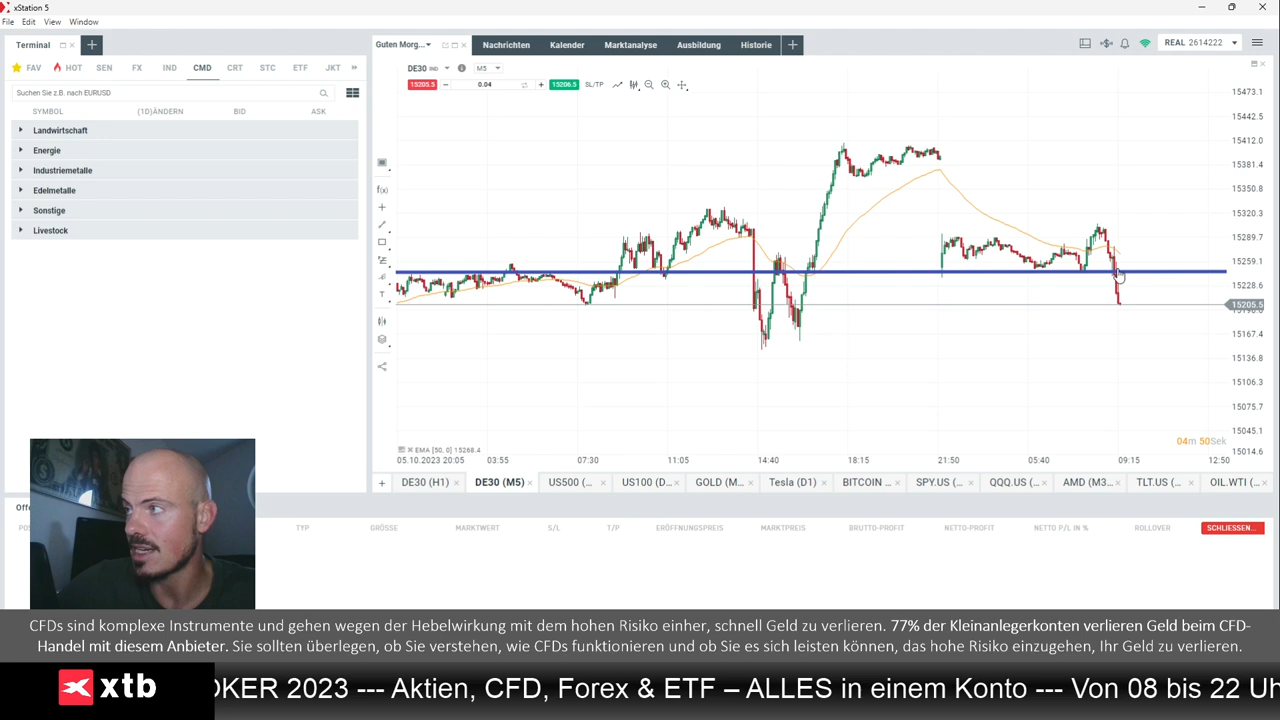 xStation 5
File Edit View Window
Terminal
Guten Morg...
Nachrichten
Kalender
Marktanalyse
Ausbildung
Historie
REAL 2614222
FAV HOT SEN FX IND CMD CRT STC ETF JKT
DE30 IND M5
Suchen Sie z.B. nach EURUSD
15205.5 0.04 15206.5 SL/TP
SYMBOL (1D)ÄNDERN BID ASK
Landwirtschaft
Energie
Industriemetalle
Edelmetalle
Sonstige
Livestock
15473.1
15442.5
15412.0
15381.4
15350.8
15320.3
15289.7
15259.1
15228.6
15205.5
15167.4
15136.8
15106.3
15075.7
15045.1
15014.6
f(x)
T
04m 50Sek
EMA [50, 0] 15268.4
05.10.2023 20:05 03:55 07:30 11:05 14:40 18:15 21:50 05:40 09:15 12:50
DE30 (H1) DE30 (M5) US500 (... US100 (D... GOLD (M... Tesla (D1) BITCOIN ... SPY.US (... QQQ.US (... AMD (M3... TLT.US (... OIL.WTI (...
TYP GRÖSSE MARKTWERT S/L T/P ERÖFFNUNGSPREIS MARKTPREIS BRUTTO-PROFIT NETTO-PROFIT NETTO P/L IN % ROLLOVER SCHLIESSEN...
CFDs sind komplexe Instrumente und gehen wegen der Hebelwirkung mit dem hohen Risiko einher, schnell Geld zu verlieren. 77% der Kleinanlegerkonten verlieren Geld beim CFD-
Handel mit diesem Anbieter. Sie sollten überlegen, ob Sie verstehen, wie CFDs funktionieren und ob Sie es sich leisten können, das hohe Risiko einzugehen, Ihr Geld zu verlieren.
xtb
OKER 2023 --- Aktien, CFD, Forex & ETF – ALLES in einem Konto --- Von 08 bis 22 Uh